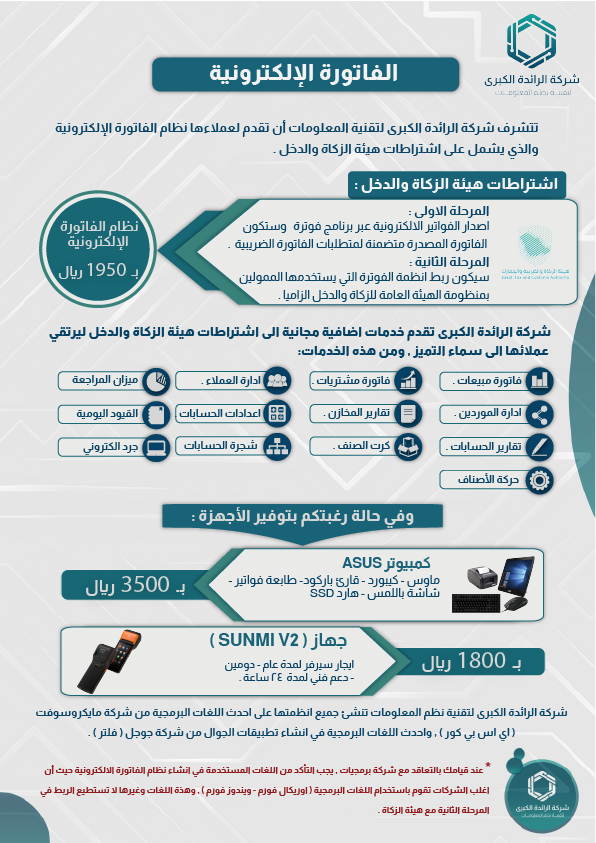 شركة الرائدة الكبرى
لتقنية نظم المعلومات
الفاتورة الإلكترونية
تتشرف شركة الرائدة الكبرى لتقنية المعلومات أن تقدم لعملاءها نظام الفاتورة الإلكترونية
والذي يشمل على اشتراطات هيئة الزكاة والدخل .
اشتراطات هيئة الزكاة والدخل :
المرحلة الاولى :
اصدار الفواتير الالكترونية عبر برنامج فوترة وستكون
الفاتورة المصدرة متضمنة لمتطلبات الفاتورة الضريبية .
المرحلة الثانية :
سيكون ربط انظمة الفوترة التي يستخدمها الممولين
بمنظومة الهيئة العامة للزكاة والدخل الزاميا .
هيئة الزكاة والضريبة والجمارك
Zakat, Tax and Customs Authority
نظام الفاتورة
الإلكترونية
بـ 1950 ريال
شركة الرائدة الكبرى تقدم خدمات اضافية مجانية الى اشتراطات هيئة الزكاة والدخل ليرتقي
عملائها الى سماء التميز , ومن هذه الخدمات:
فاتورة مبيعات .
فاتورة مشتريات .
ادارة العملاء .
ميزان المراجعة
ادارة الموردين .
تقارير المخازن .
اعدادات الحسابات
القيود اليومية
تقارير الحسابات .
كرت الصنف .
شجرة الحسابات
جرد الكتروني
حركة الأصناف
وفي حالة رغبتكم بتوفير الأجهزة :
كمبيوتر ASUS
ماوس - كيبورد - قارئ باركود- طابعة فواتير -
شاشة باللمس - هارد SSD
بـ 3500 ريال
جهاز ( SUNMI V2 )
ايجار سيرفر لمدة عام - دومين
- دعم فني لمدة ٢٤ ساعة .
بـ 1800 ريال
شركة الرائدة الكبرى لتقنية نظم المعلومات تنشئ جميع انظمتها على احدث اللغات البرمجية من شركة مايكروسوفت
( اي اس بي كور ) , واحدث اللغات البرمجية في انشاء تطبيقات الجوال من شركة جوجل ( فلتر ) .
* عند قيامك بالتعاقد مع شركة برمجيات , يجب التأكد من اللغات المستخدمة في انشاء نظام الفاتورة الالكترونية حيث أن
اغلب الشركات تقوم باستخدام اللغات البرمجية ( اوريكال فورم - ويندوز فورم ) , وهذة اللغات وغيرها لا تستطيع الربط في
المرحلة الثانية مع هيئة الزكاة .
شركة الرائدة الكبرى
لتقنية نظم المعلومات